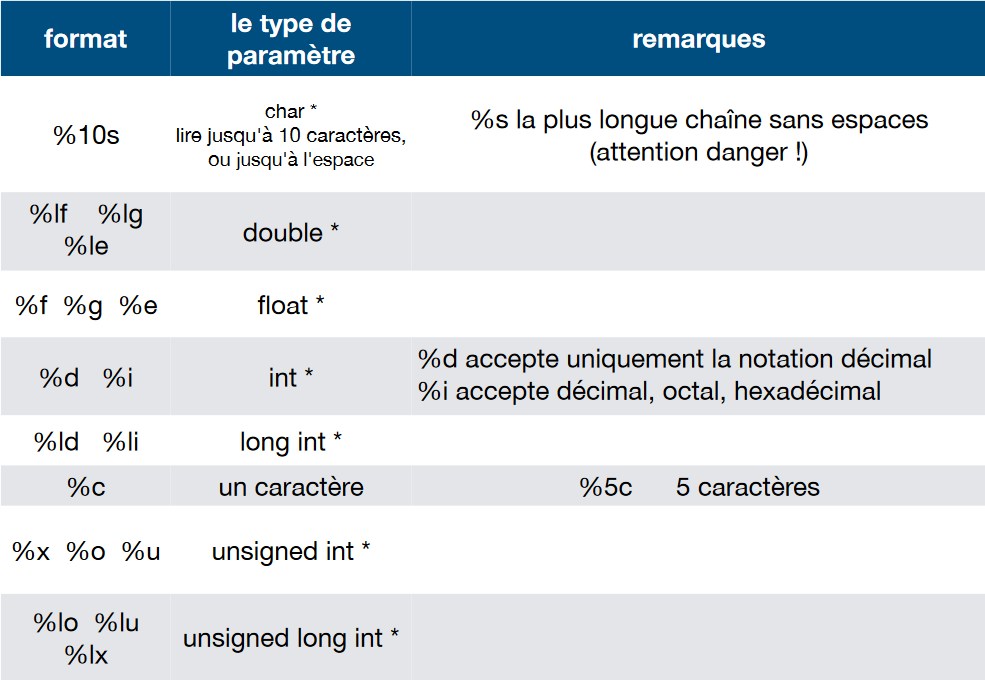 format
le type de
paramètre
remarques
%10s
char *
lire jusqu'à 10 caractères,
ou jusqu'à l'espace
%s la plus longue chaîne sans espaces
(attention danger !)
%lf %lg
%le
double *
%f %g %e
float *
%d %i
int *
%d accepte uniquement la notation décimal
%i accepte décimal, octal, hexadécimal
%ld %li
long int *
%c
un caractère
%5c 5 caractères
%x %o %u
unsigned int *
%lo %lu
%lx
unsigned long int *